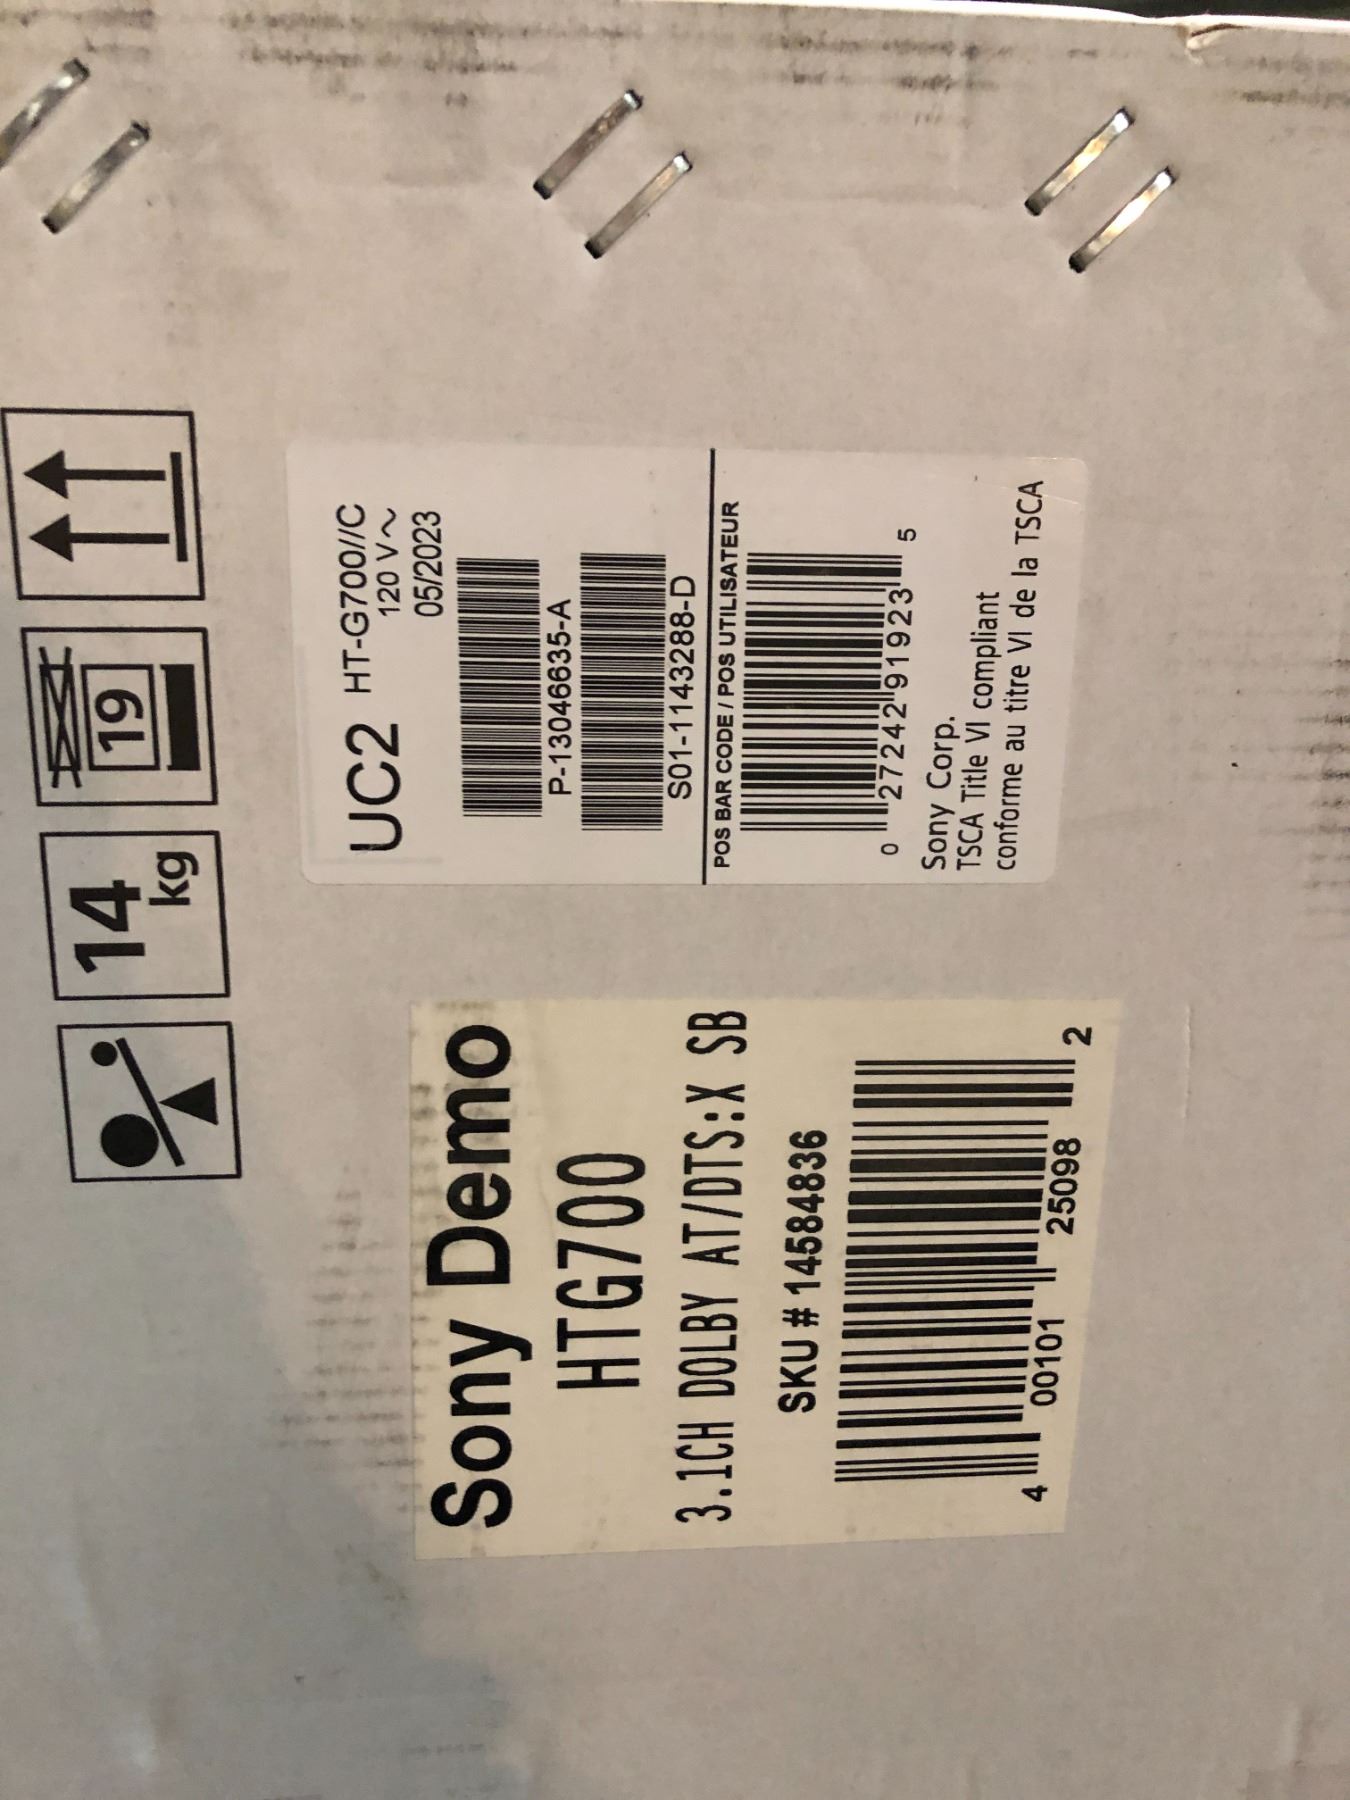 14
kg
19
UC2 HT-G700//C
120 V～
05/2023
P-13046635-A
S01-1143288-D
POS BAR CODE / POS UTILISATEUR
0 27242 91923 5
Sony Corp.
TSCA Title VI compliant
conforme au titre VI de la TSCA
Sony Demo
HTG700
3.1CH DOLBY AT/DTS:X SB
SKU # 14584836
4 00101 25098 2